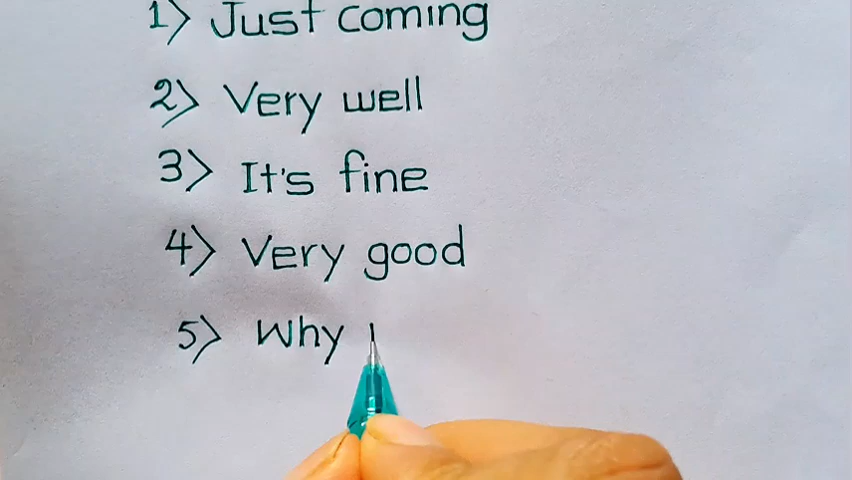 1) Just coming
2) Very well
3) It's fine
4) Very good
5) Why